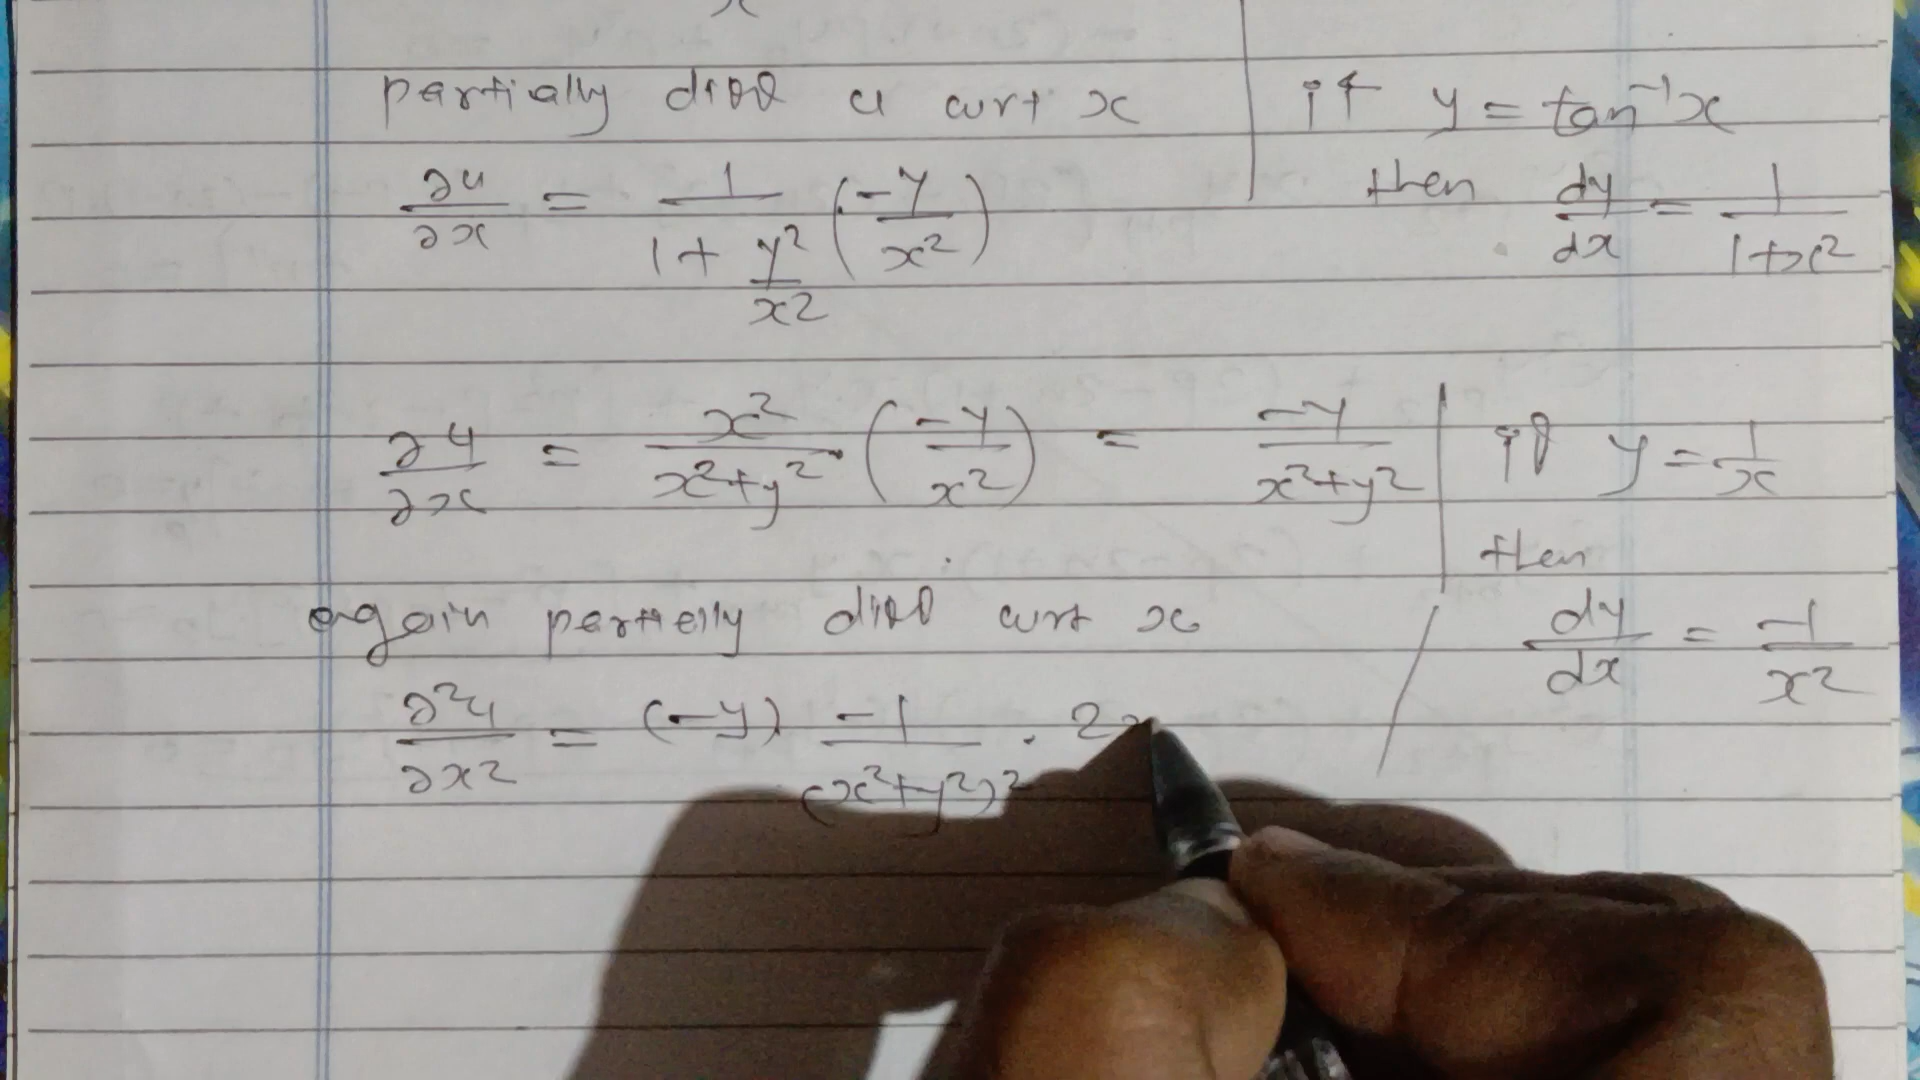 x
partially diff u wrt x
∂u/∂x = 1/(1+ y²/x²) (-y/x²)
∂u/∂x = x²/(x²+y²) · (-y/x²) = -y/(x²+y²)
again partially diff wrt x
∂²u/∂x² = (-y) -1/(x²+y²)² · 2x
if y = tan⁻¹x
then dy/dx = 1/(1+x²)
if y = 1/x
then
dy/dx = -1/x²